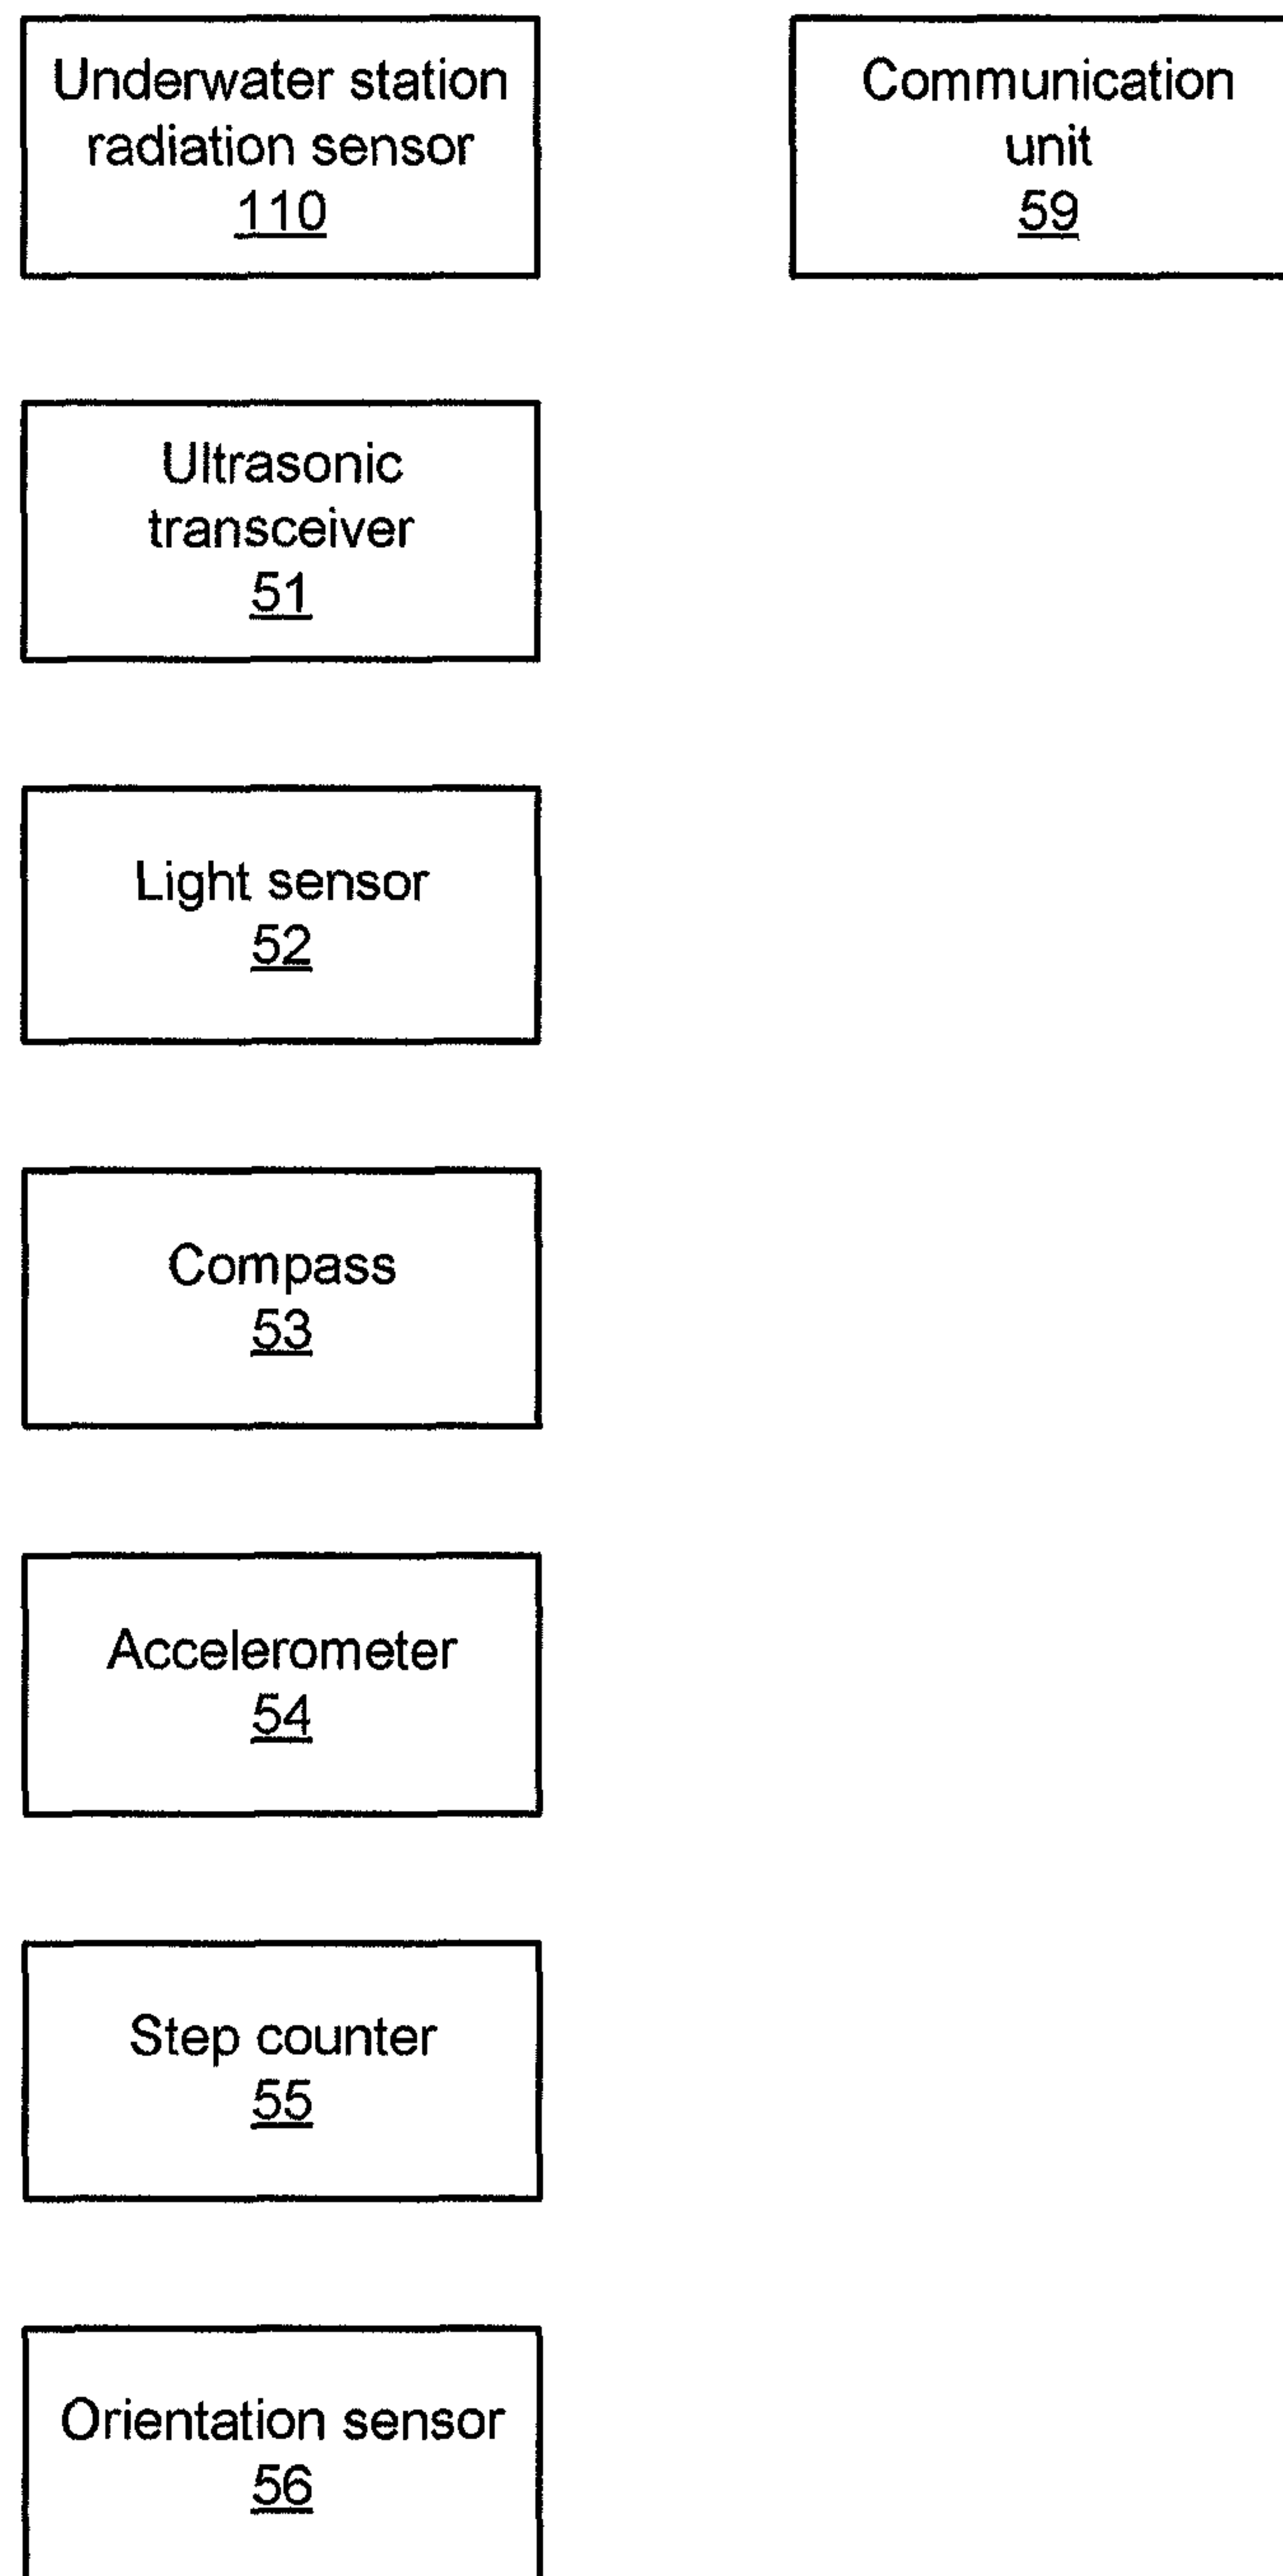 Underwater station
radiation sensor
110
Communication
unit
59
Ultrasonic
transceiver
51
Light sensor
52
Compass
53
Accelerometer
54
Step counter
55
Orientation sensor
56